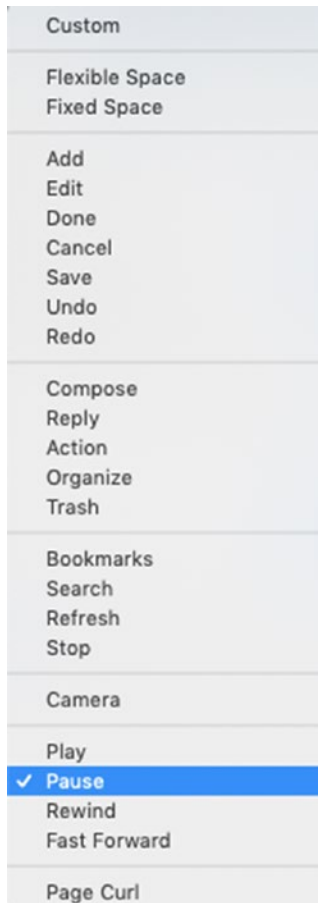 Custom
Flexible Space
Fixed Space
Add
Edit
Done
Cancel
Save
Undo
Redo
Compose
Reply
Action
Organize
Trash
Bookmarks
Search
Refresh
Stop
Camera
Play
✓ Pause
Rewind
Fast Forward
Page Curl